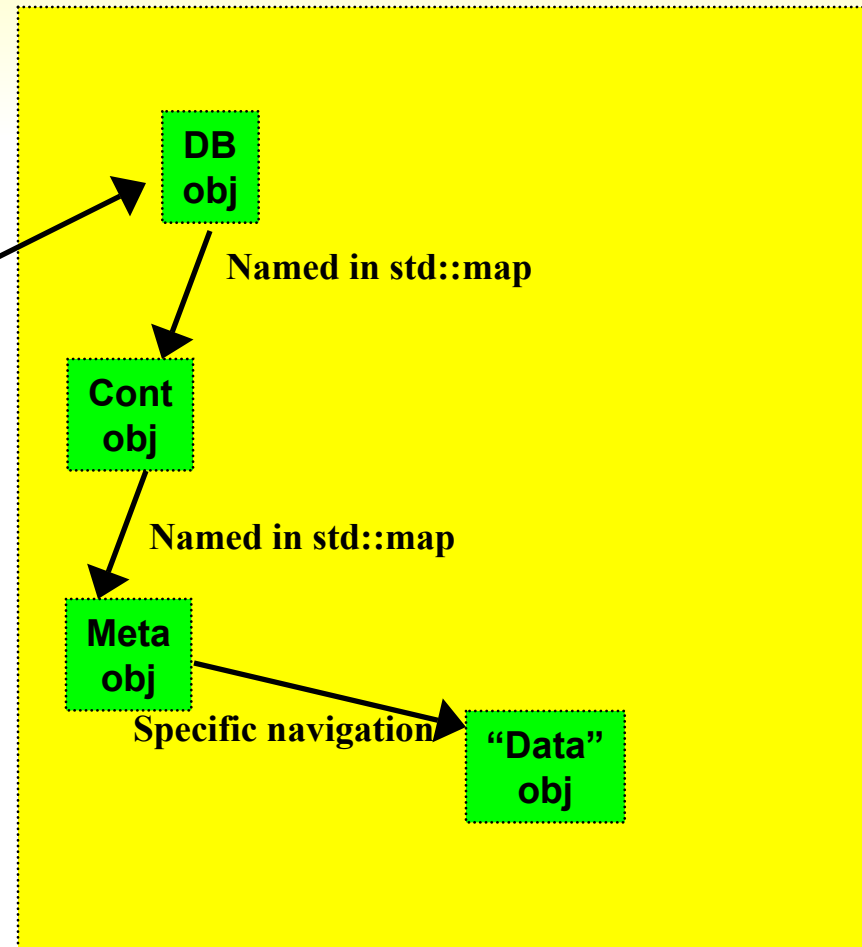 DB
obj
Named in std::map
Cont
obj
Named in std::map
Meta
obj
Specific navigation
“Data”
obj